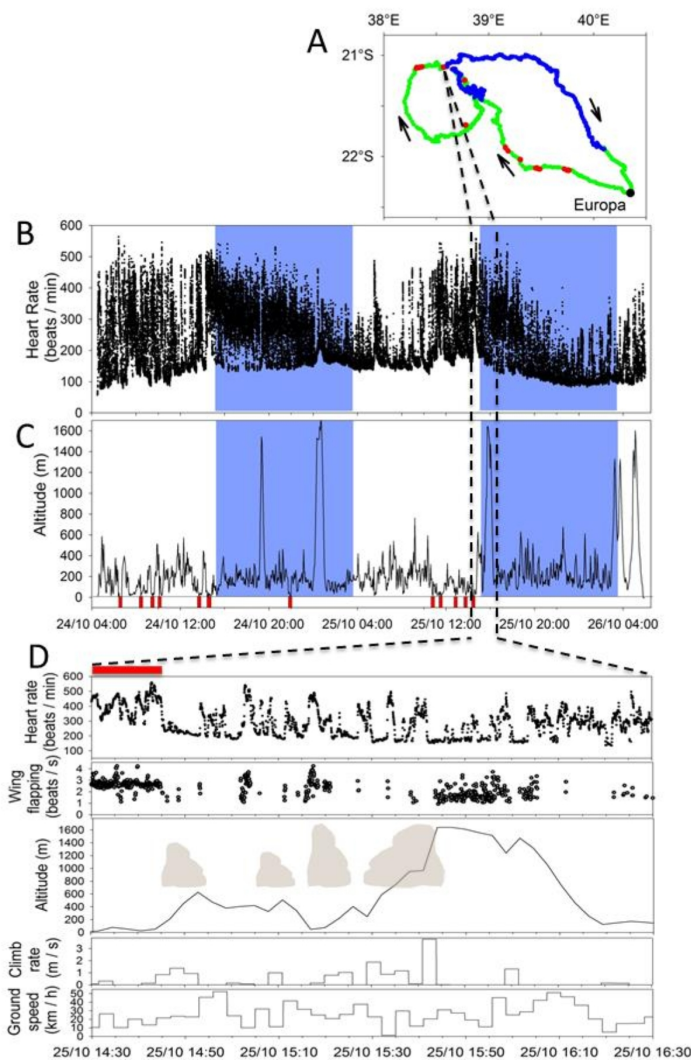 38°E 39°E 40°E
A
21°S
22°S
Europa
B
600
500
400
300
200
100
0
Heart Rate
(beats / min)
C
1600
1400
1200
1000
800
600
400
200
0
Altitude (m)
24/10 04:00 24/10 12:00 24/10 20:00 25/10 04:00 25/10 12:00 25/10 20:00 26/10 04:00
D
600
500
400
300
200
100
Heart rate
(beats / min)
4
3
2
1
0
Wing
flapping
(beats / s)
1600
1400
1200
1000
800
600
400
200
0
Altitude (m)
3
2
1
0
Climb
rate
(m / s)
50
40
30
20
10
0
Ground
speed
(km / h)
25/10 14:30 25/10 14:50 25/10 15:10 25/10 15:30 25/10 15:50 25/10 16:10 25/10 16:30